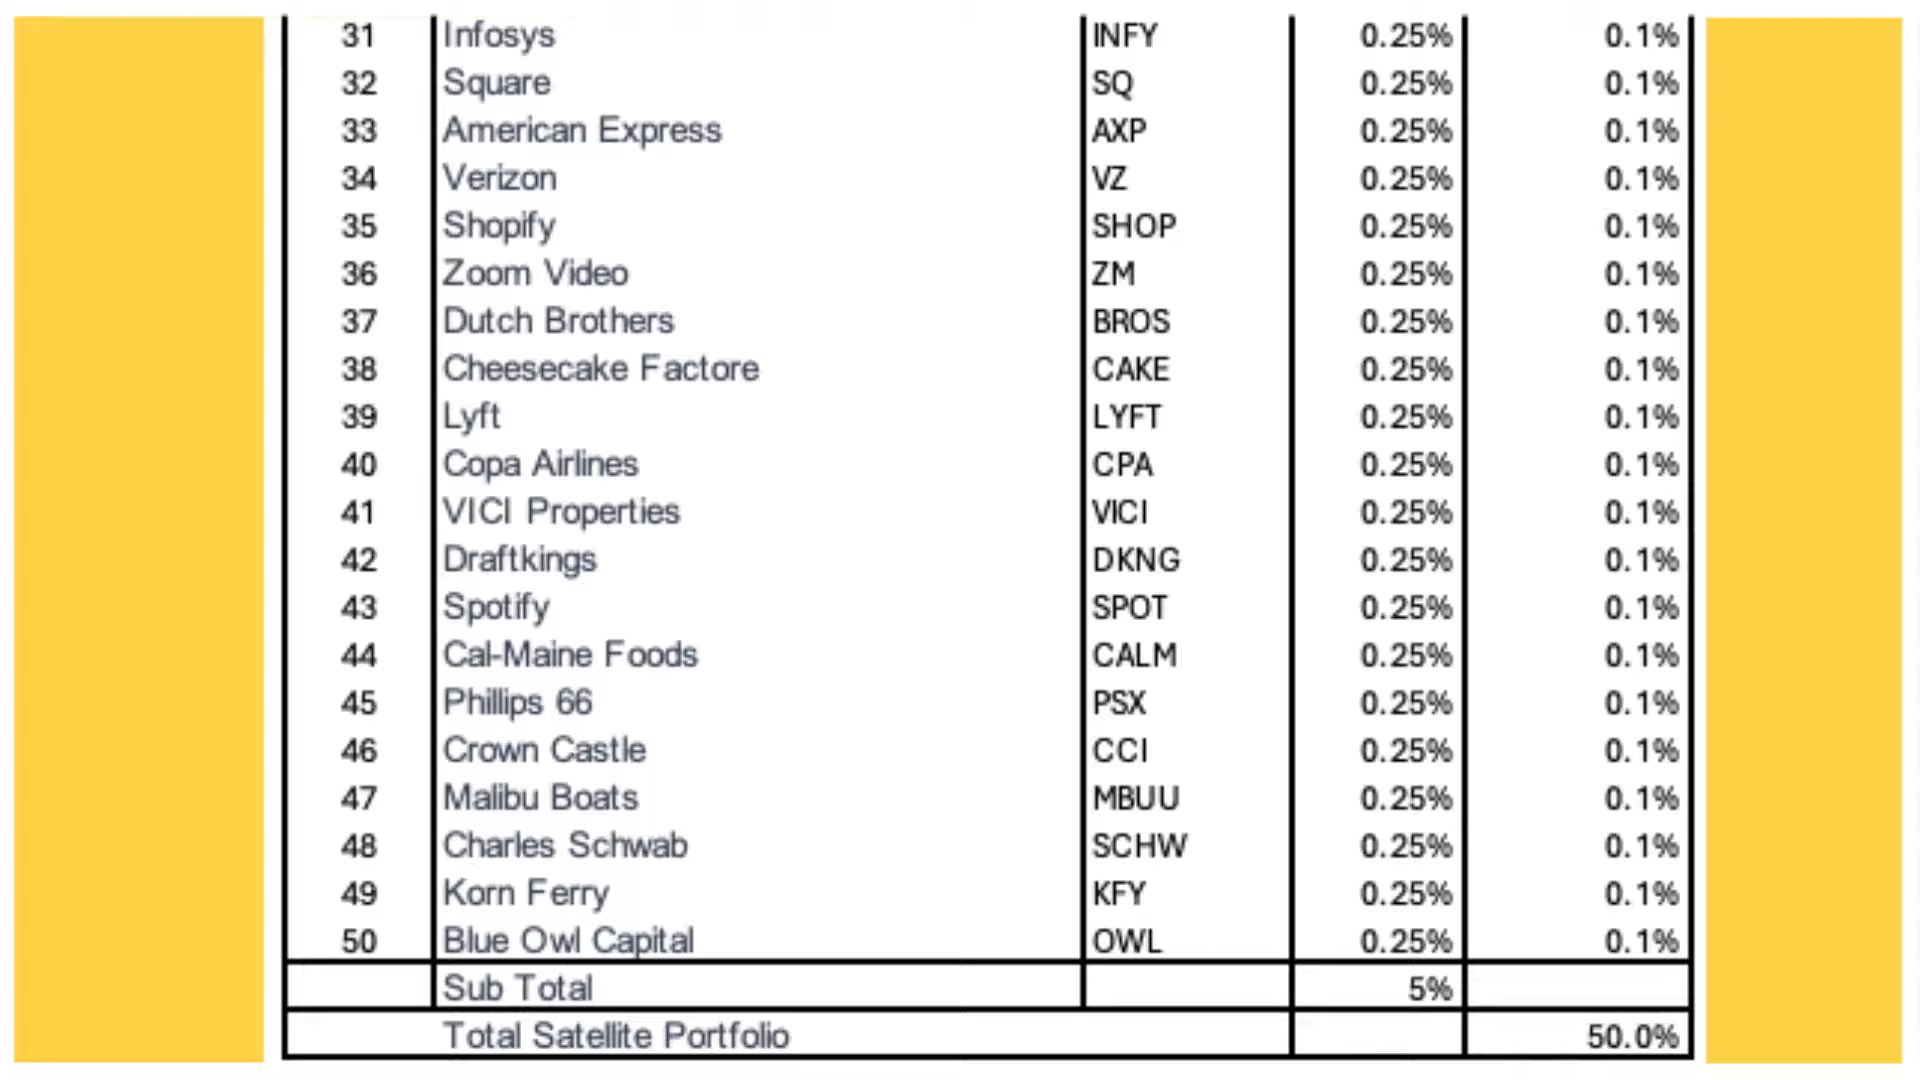 31 Infosys INFY 0.25% 0.1%
32 Square SQ 0.25% 0.1%
33 American Express AXP 0.25% 0.1%
34 Verizon VZ 0.25% 0.1%
35 Shopify SHOP 0.25% 0.1%
36 Zoom Video ZM 0.25% 0.1%
37 Dutch Brothers BROS 0.25% 0.1%
38 Cheesecake Factore CAKE 0.25% 0.1%
39 Lyft LYFT 0.25% 0.1%
40 Copa Airlines CPA 0.25% 0.1%
41 VICI Properties VICI 0.25% 0.1%
42 Draftkings DKNG 0.25% 0.1%
43 Spotify SPOT 0.25% 0.1%
44 Cal-Maine Foods CALM 0.25% 0.1%
45 Phillips 66 PSX 0.25% 0.1%
46 Crown Castle CCI 0.25% 0.1%
47 Malibu Boats MBUU 0.25% 0.1%
48 Charles Schwab SCHW 0.25% 0.1%
49 Korn Ferry KFY 0.25% 0.1%
50 Blue Owl Capital OWL 0.25% 0.1%
Sub Total 5%
Total Satellite Portfolio 50.0%